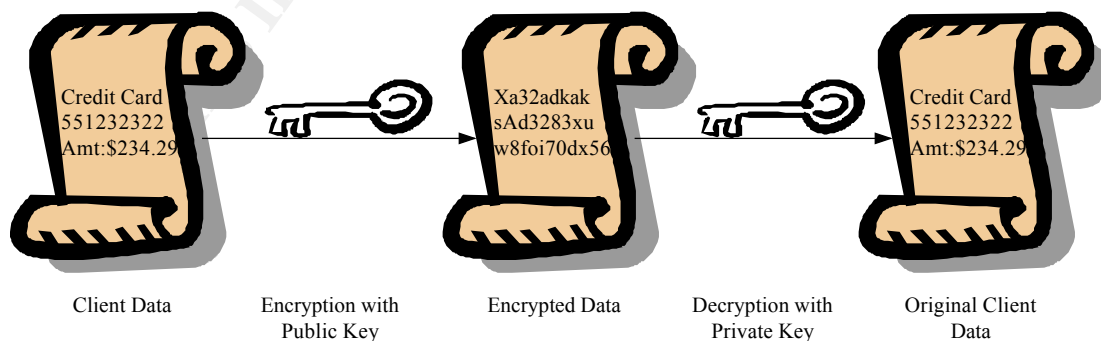 Credit Card
551232322
Amt:$234.29
Xa32adkak
sAd3283xu
w8foi70dx56
Credit Card
551232322
Amt:$234.29
Client Data
Encryption with
Public Key
Encrypted Data
Decryption with
Private Key
Original Client
Data